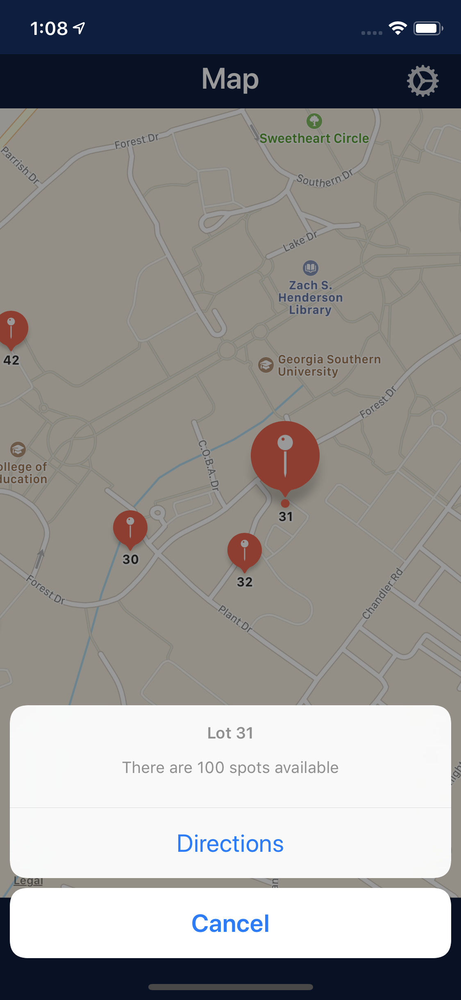 1:08
Map
Sweetheart Circle
Forest Dr
Parrish Dr
Southern Dr
Lake Dr
Zach S.
Henderson
Library
42
Georgia Southern
University
Forest Dr
C.O.B.A. Dr
ollege of
ducation
31
30
32
Forest Dr
Chandler Rd
Plant Dr
Lot 31
There are 100 spots available
Directions
Legal
Cancel